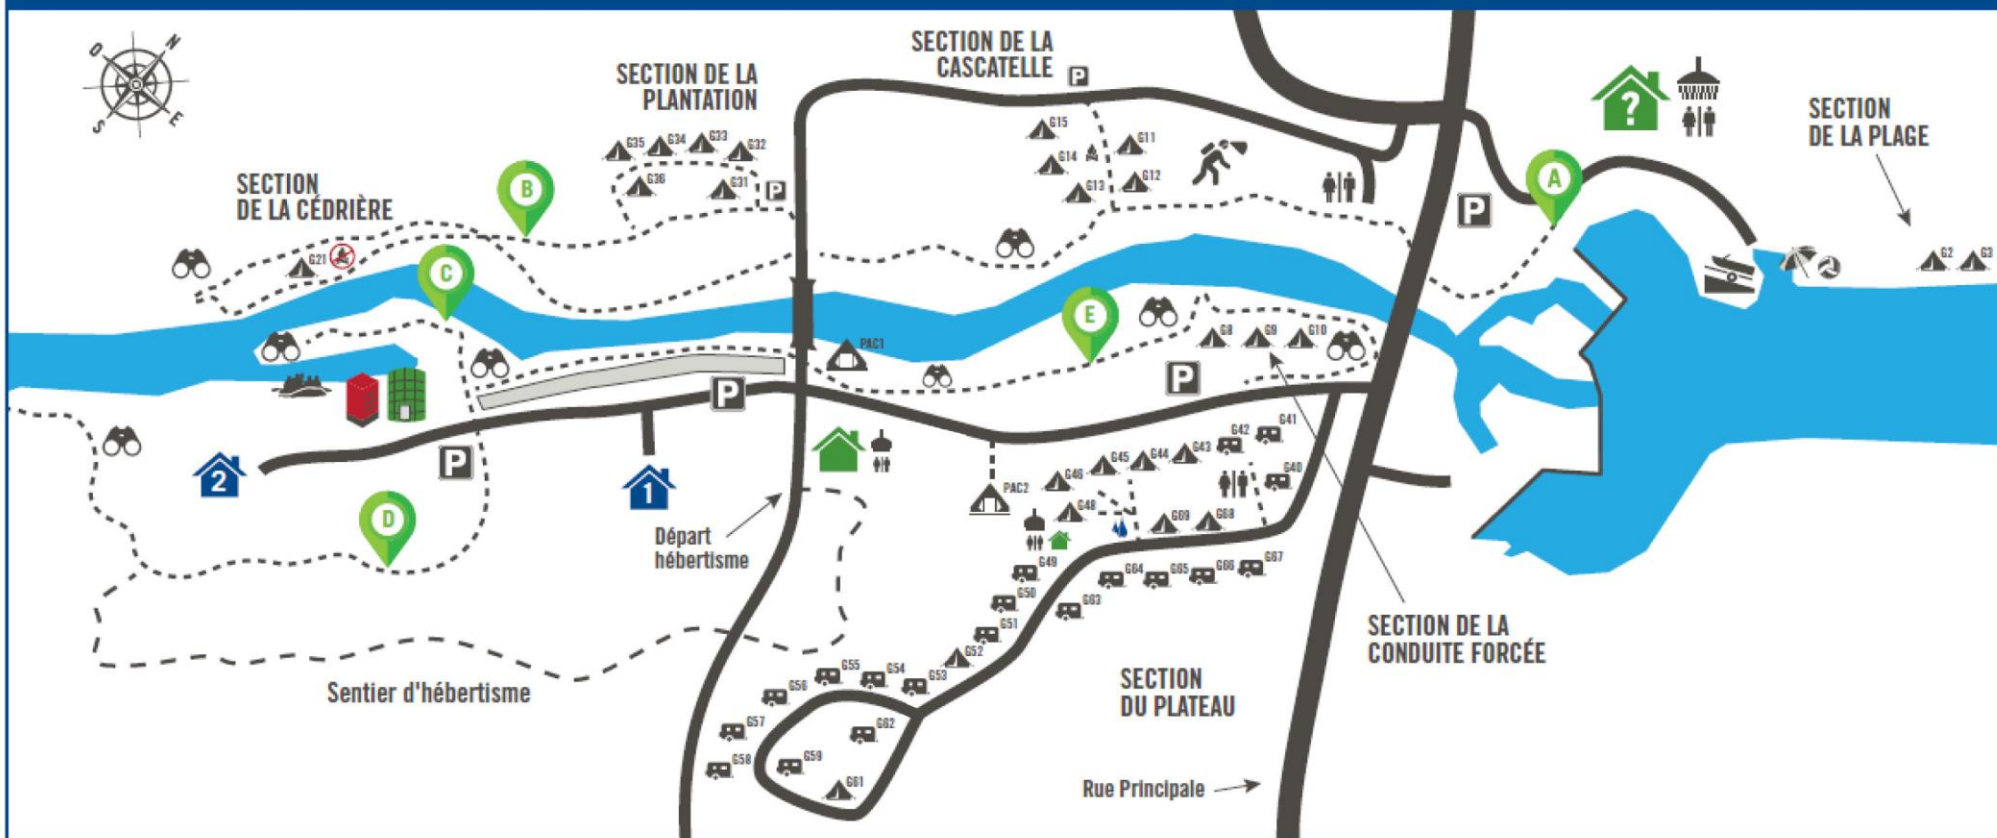 N
O
S
E
SECTION DE LA
PLANTATION
SECTION DE LA
CASCATELLE
P
?
SECTION
DE LA PLAGE
SECTION
DE LA CÉDRIÈRE
G35
G34
G33
G32
G36
G31
P
G15
G14
G13
G11
G12
P
A
B
C
G21
G2
G3
E
G8
G9
G10
PAC1
P
P
P
D
2
1
Départ
hébertisme
PAC2
G46
G45
G44
G43
G42
G41
G40
G48
G69
G68
G49
G50
G51
G52
G53
G54
G55
G56
G57
G58
G59
G61
G62
G63
G64
G65
G66
G67
SECTION DE LA
CONDUITE FORCÉE
SECTION
DU PLATEAU
Sentier d'hébertisme
Rue Principale